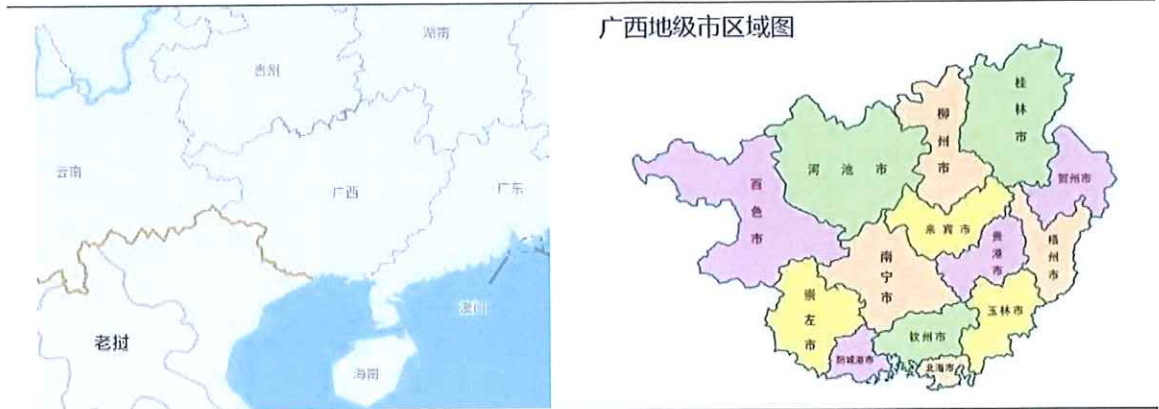 广西地级市区域图
湖南
贵州
云南
广西
广东
澳门
老挝
海南
桂林市
柳州市
河池市
贺州市
百色市
来宾市
贵港市
梧州市
南宁市
崇左市
玉林市
钦州市
防城港市
北海市